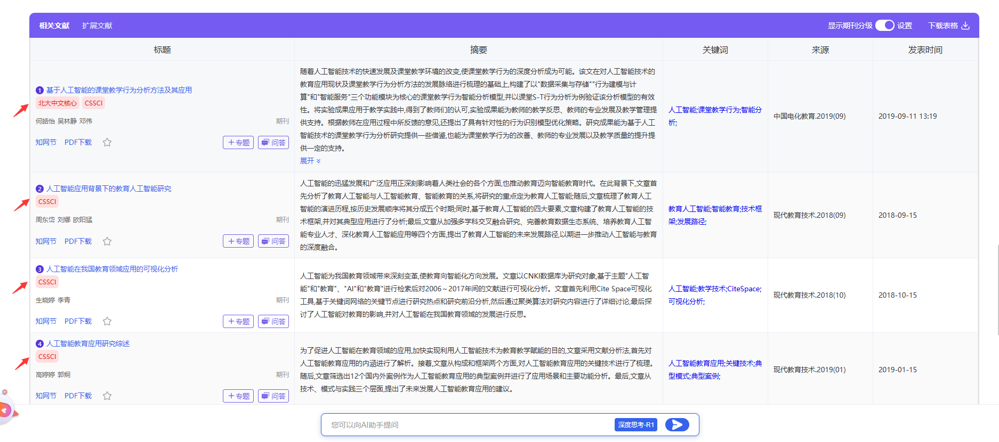 相关文献 扩展文献 显示期刊分级 设置 下载表格
标题 摘要 关键词 来源 发表时间
1 基于人工智能的课堂教学行为分析方法及其应用
北大中文核心 CSSCI
何皓怡 吴林静 邓伟 期刊
知网节 PDF下载 +专题 问答
随着人工智能技术的快速发展及课堂教学环境的改变,使课堂教学行为的深度分析成为可能。该文在对人工智能技术的
教育应用现状及课堂教学行为分析方法的发展脉络进行梳理的基础上,构建了以"数据采集与存储""行为建模与计
算"和"智能服务"三个功能模块为核心的课堂教学行为智能分析模型,并以课堂S-T行为分析为例验证该分析模型的有效
性。将实验成果应用于教学实践中,得到了教师们的认可,实验成果能为教师的教学反思、教师的专业发展及教学管理提
供支持。根据教师在应用过程中所反馈的意见,还提出了具有针对性的行为识别模型优化策略。研究成果能为基于人工
智能技术的课堂教学行为分析研究提供一些借鉴,也能为课堂教学行为的改善、教师的专业发展以及教学质量的提升提
供一定的支持。
展开
人工智能;课堂教学行为;智能分
析;
中国电化教育.2019(09)
2019-09-11 13:19
2 人工智能应用背景下的教育人工智能研究
CSSCI
周东岱 刘娜 欧阳猛 期刊
知网节 PDF下载 +专题 问答
人工智能的迅猛发展和广泛应用正深刻影响着人类社会的各个方面,也推动教育迈向智能教育时代。在此背景下,文章首
先分析了教育人工智能与人工智能教育、智能教育的关系,将研究的重点定为教育人工智能;随后,文章梳理了教育人工
智能的演进历程,按历史发展顺序将其分成五个时期;同时,基于教育人工智能的四大要素,文章构建了教育人工智能的技
术框架,并对其典型应用进行了分析;最后,文章从加强多学科交叉融合研究、完善教育数据生态系统、培养教育人工智
能专业人才、深化教育人工智能应用等四个方面,提出了教育人工智能的未来发展路径,以期进一步推动人工智能与教育
的深度融合。
教育人工智能;智能教育;技术框
架;发展路径;
现代教育技术.2018(09)
2018-09-15
3 人工智能在我国教育领域应用的可视化分析
CSSCI
生晓婷 李青 期刊
知网节 PDF下载 +专题 问答
人工智能为我国教育领域带来深刻变革,使教育向智能化方向发展。文章以CNKI数据库为研究对象,基于主题"人工智
能"和"教育"、"AI"和"教育"进行检索后对2006～2017年间的文献进行可视化分析。文章首先利用Cite Space可视化
工具,基于关键词网络的关键节点进行研究热点和研究前沿分析,然后通过聚类算法对研究内容进行了详细讨论,最后探
讨了人工智能对教育的影响,并对人工智能在我国教育领域的发展进行反思。
人工智能;教学技术;CiteSpace;
可视化分析;
现代教育技术.2018(10)
2018-10-15
4 人工智能教育应用研究综述
CSSCI
高婷婷 郭炯 期刊
知网节 PDF下载 +专题 问答
为了促进人工智能在教育领域的应用,加快实现利用人工智能技术为教育教学赋能的目的,文章采用文献分析法,首先对
人工智能教育应用的内涵进行了解析。接着,文章从构成和框架两个方面,对人工智能教育应用的关键技术进行了梳理。
随后,文章筛选出12个国内外案例作为人工智能教育应用的典型案例并进行了应用场景和主要功能分析。最后,文章从
技术、模式与实践三个层面,提出了未来发展人工智能教育应用的建议。
人工智能教育应用;关键技术;典
型模式;典型案例;
现代教育技术.2019(01)
2019-01-15
您可以向AI助手提问 深度思考-R1